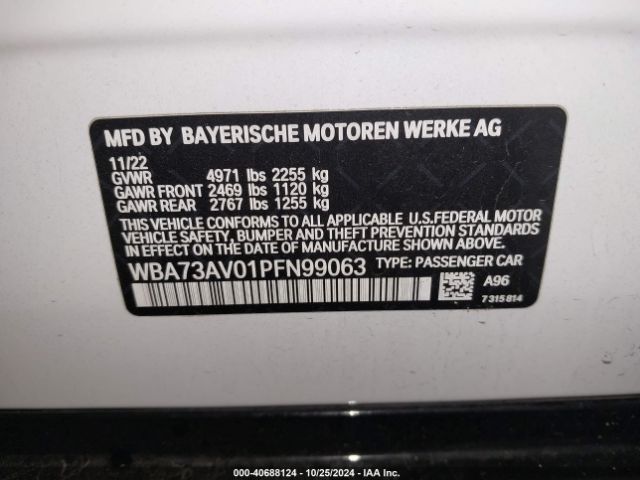 MFD BY BAYERISCHE MOTOREN WERKE AG
11/22
GVWR 4971 lbs 2255 kg
GAWR FRONT 2469 lbs 1120 kg
GAWR REAR 2767 lbs 1255 kg
THIS VEHICLE CONFORMS TO ALL APPLICABLE U.S.FEDERAL MOTOR
VEHICLE SAFETY, BUMPER AND THEFT PREVENTION STANDARDS
IN EFFECT ON THE DATE OF MANUFACTURE SHOWN ABOVE.
WBA73AV01PFN99063 TYPE: PASSENGER CAR
A96
7315814
000-40688124 - 10/25/2024 - IAA Inc.